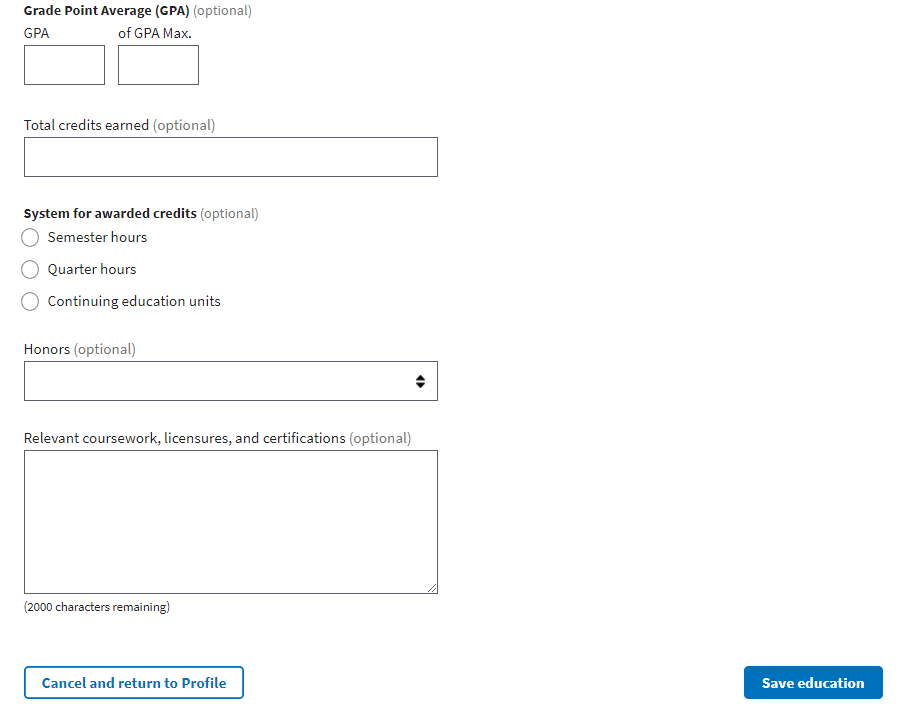 Grade Point Average (GPA) (optional)
GPA of GPA Max.
Total credits earned (optional)
System for awarded credits (optional)
Semester hours
Quarter hours
Continuing education units
Honors (optional)
Relevant coursework, licensures, and certifications (optional)
(2000 characters remaining)
Cancel and return to Profile Save education